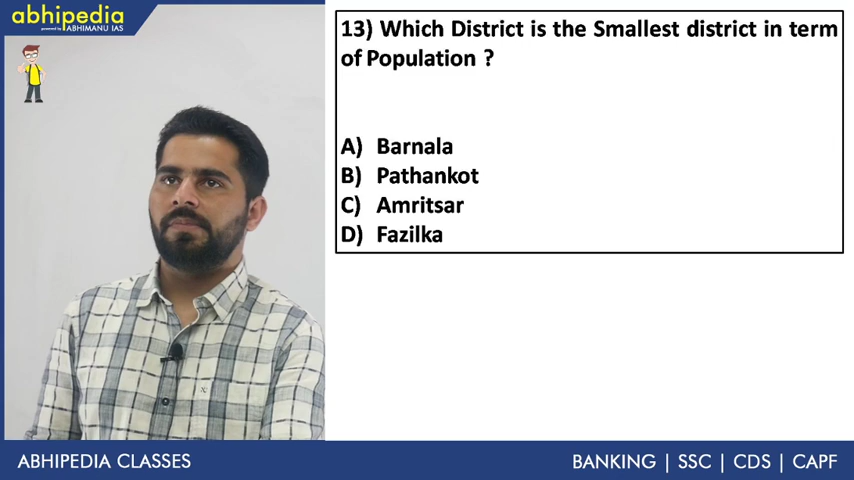 abhipedia
powered by ABHIMANU IAS
13) Which District is the Smallest district in term
of Population ?
A) Barnala
B) Pathankot
C) Amritsar
D) Fazilka
ABHIPEDIA CLASSES
BANKING | SSC | CDS | CAPF